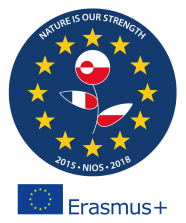 NATURE IS OUR STRENGTH
2015 • NIOS • 2018
Erasmus+